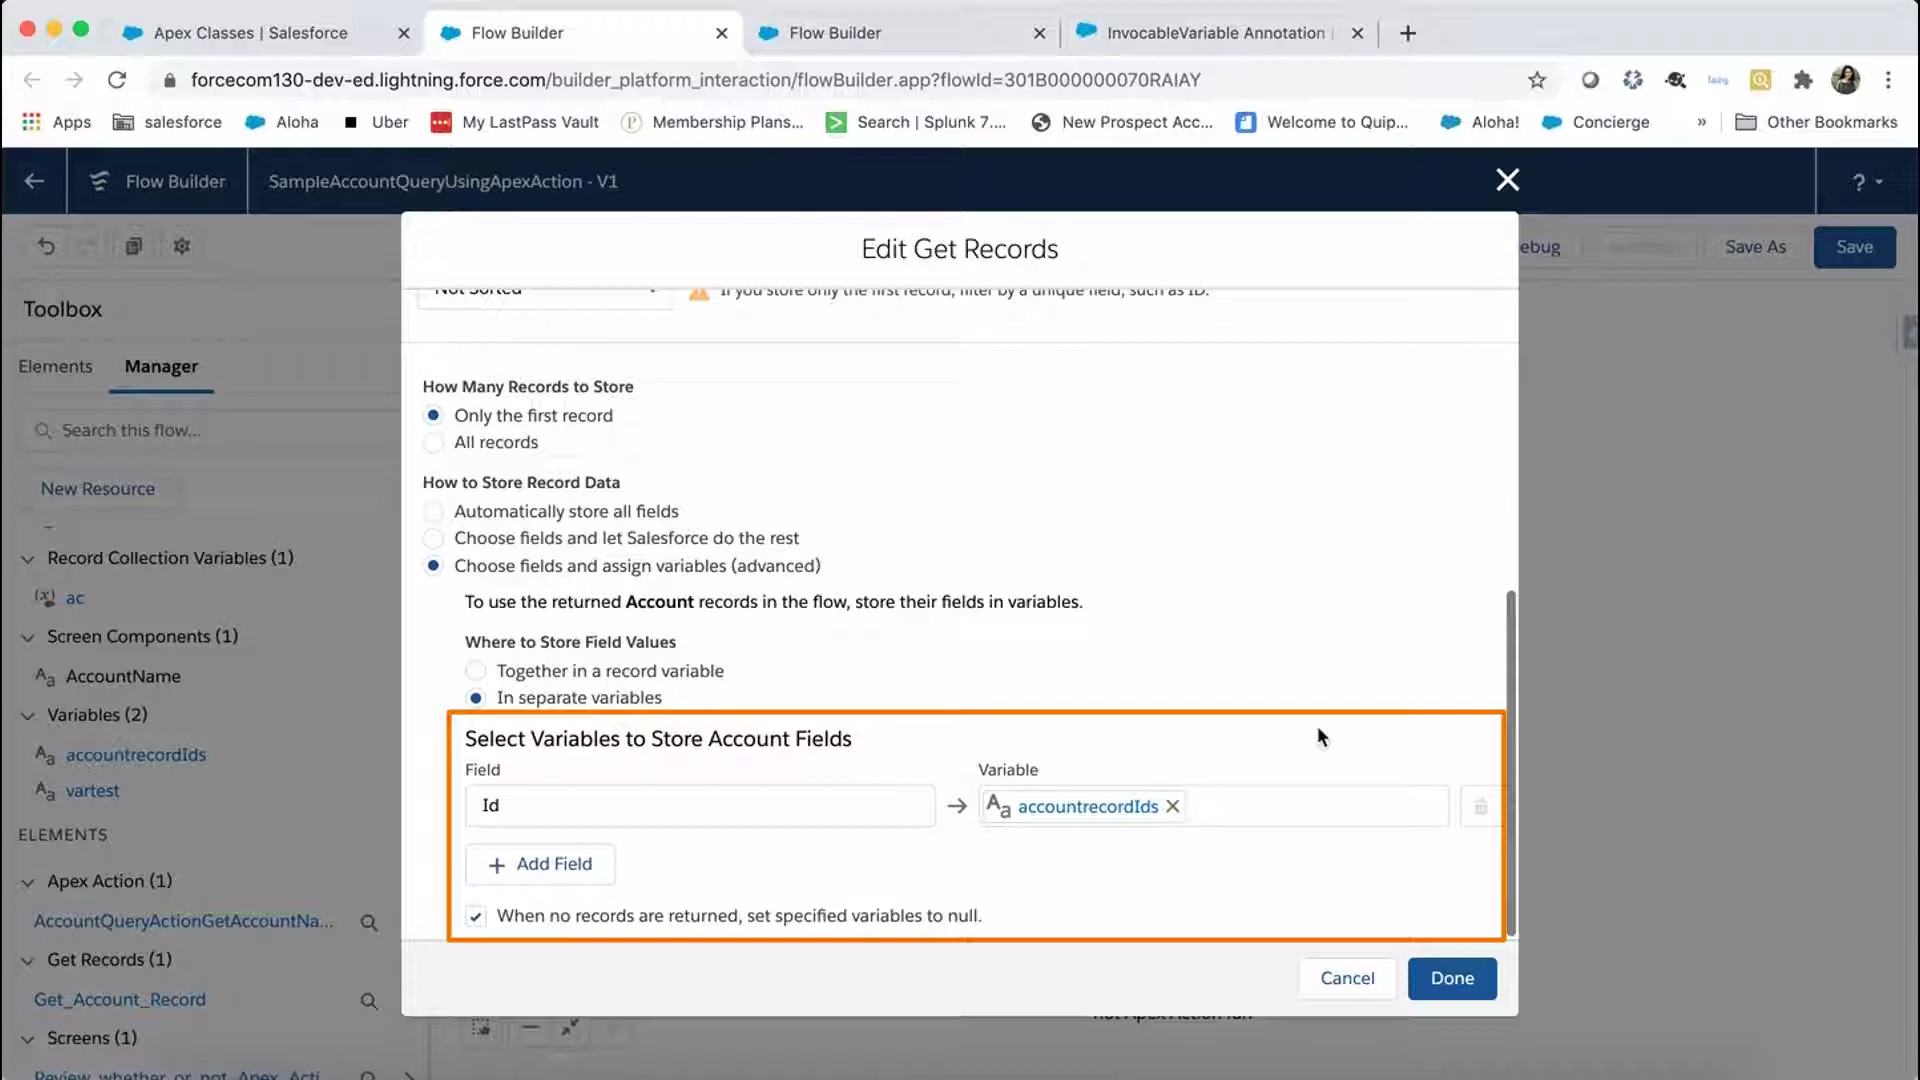 Apex Classes | Salesforce
Flow Builder
Flow Builder
InvocableVariable Annotation |
forcecom130-dev-ed.lightning.force.com/builder_platform_interaction/flowBuilder.app?flowId=301B000000070RAIAY
Apps
salesforce
Aloha
Uber
My LastPass Vault
Membership Plans...
Search | Splunk 7....
New Prospect Acc...
Welcome to Quip...
Aloha!
Concierge
»
Other Bookmarks
Flow Builder
SampleAccountQueryUsingApexAction - V1
?
Edit Get Records
ebug
Save As
Save
Not Sorted
If you store only the first record, filter by a unique field, such as ID.
Toolbox
Elements
Manager
Search this flow...
New Resource
Record Collection Variables (1)
ac
Screen Components (1)
AccountName
Variables (2)
accountrecordIds
vartest
ELEMENTS
Apex Action (1)
AccountQueryActionGetAccountNa...
Get Records (1)
Get_Account_Record
Screens (1)
Review_whether_or_not_Apex_Acti
How Many Records to Store
Only the first record
All records
How to Store Record Data
Automatically store all fields
Choose fields and let Salesforce do the rest
Choose fields and assign variables (advanced)
To use the returned Account records in the flow, store their fields in variables.
Where to Store Field Values
Together in a record variable
In separate variables
Select Variables to Store Account Fields
Field
Variable
Id
accountrecordIds
+ Add Field
When no records are returned, set specified variables to null.
Cancel
Done
not Apex Action ran